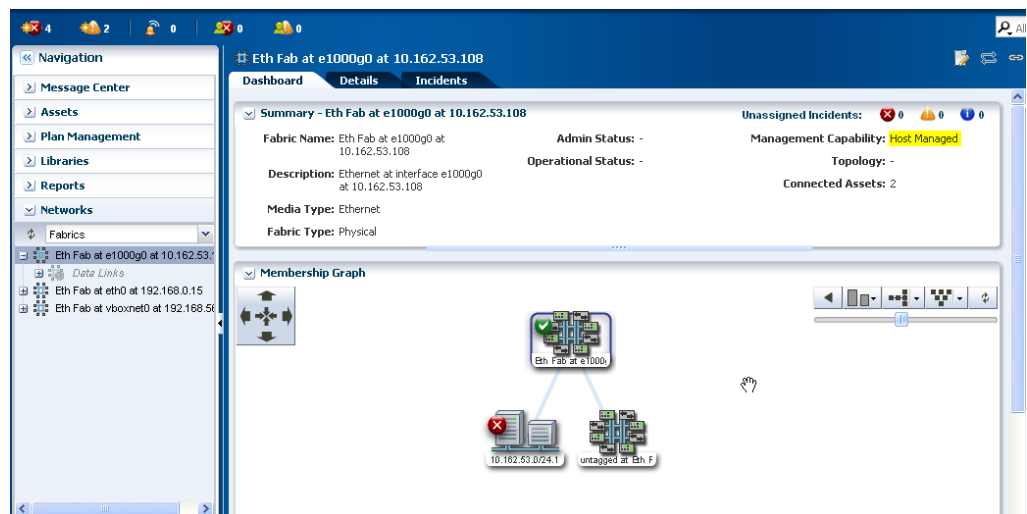 4 2 0 0 0
All
Navigation
Eth Fab at e1000g0 at 10.162.53.108
Dashboard Details Incidents
Message Center
Assets
Plan Management
Libraries
Reports
Networks
Fabrics
Eth Fab at e1000g0 at 10.162.53.
Data Links
Eth Fab at eth0 at 192.168.0.15
Eth Fab at vboxnet0 at 192.168.56
Summary - Eth Fab at e1000g0 at 10.162.53.108
Unassigned Incidents: 0 0 0
Fabric Name: Eth Fab at e1000g0 at
10.162.53.108
Description: Ethernet at interface e1000g0
at 10.162.53.108
Media Type: Ethernet
Fabric Type: Physical
Admin Status: -
Operational Status: -
Management Capability: Host Managed
Topology: -
Connected Assets: 2
Membership Graph
Eth Fab at e1000g
10.162.53.0/24.1
untagged at Eth F